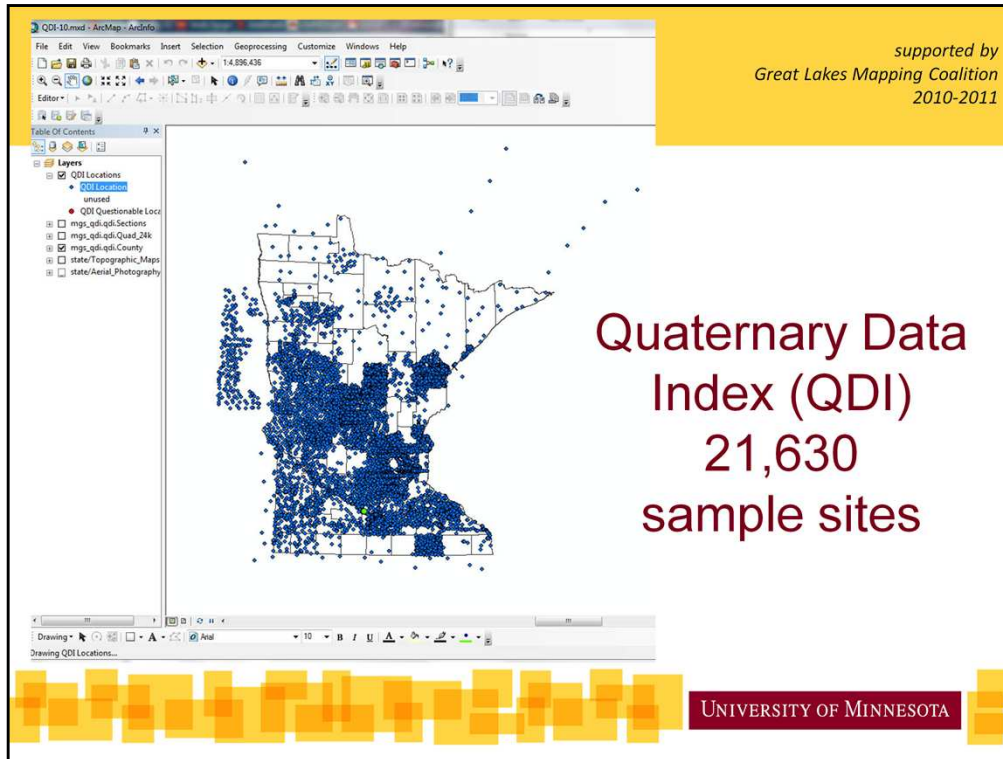 QDI-10.mxd - ArcMap - ArcInfo
File Edit View Bookmarks Insert Selection Geoprocessing Customize Windows Help
1:4,896,436
Editor
Table Of Contents
Layers
QDI Locations
QDI Location
unused
QDI Questionable Loca
mgs_qdi.qdi.Sections
mgs_qdi.qdi.Quad_24k
mgs_qdi.qdi.County
state/Topographic_Maps
state/Aerial_Photography
Drawing
Arial
10
B I U A
Drawing QDI Locations...
supported by
Great Lakes Mapping Coalition
2010-2011
Quaternary Data
Index (QDI)
21,630
sample sites
UNIVERSITY OF MINNESOTA